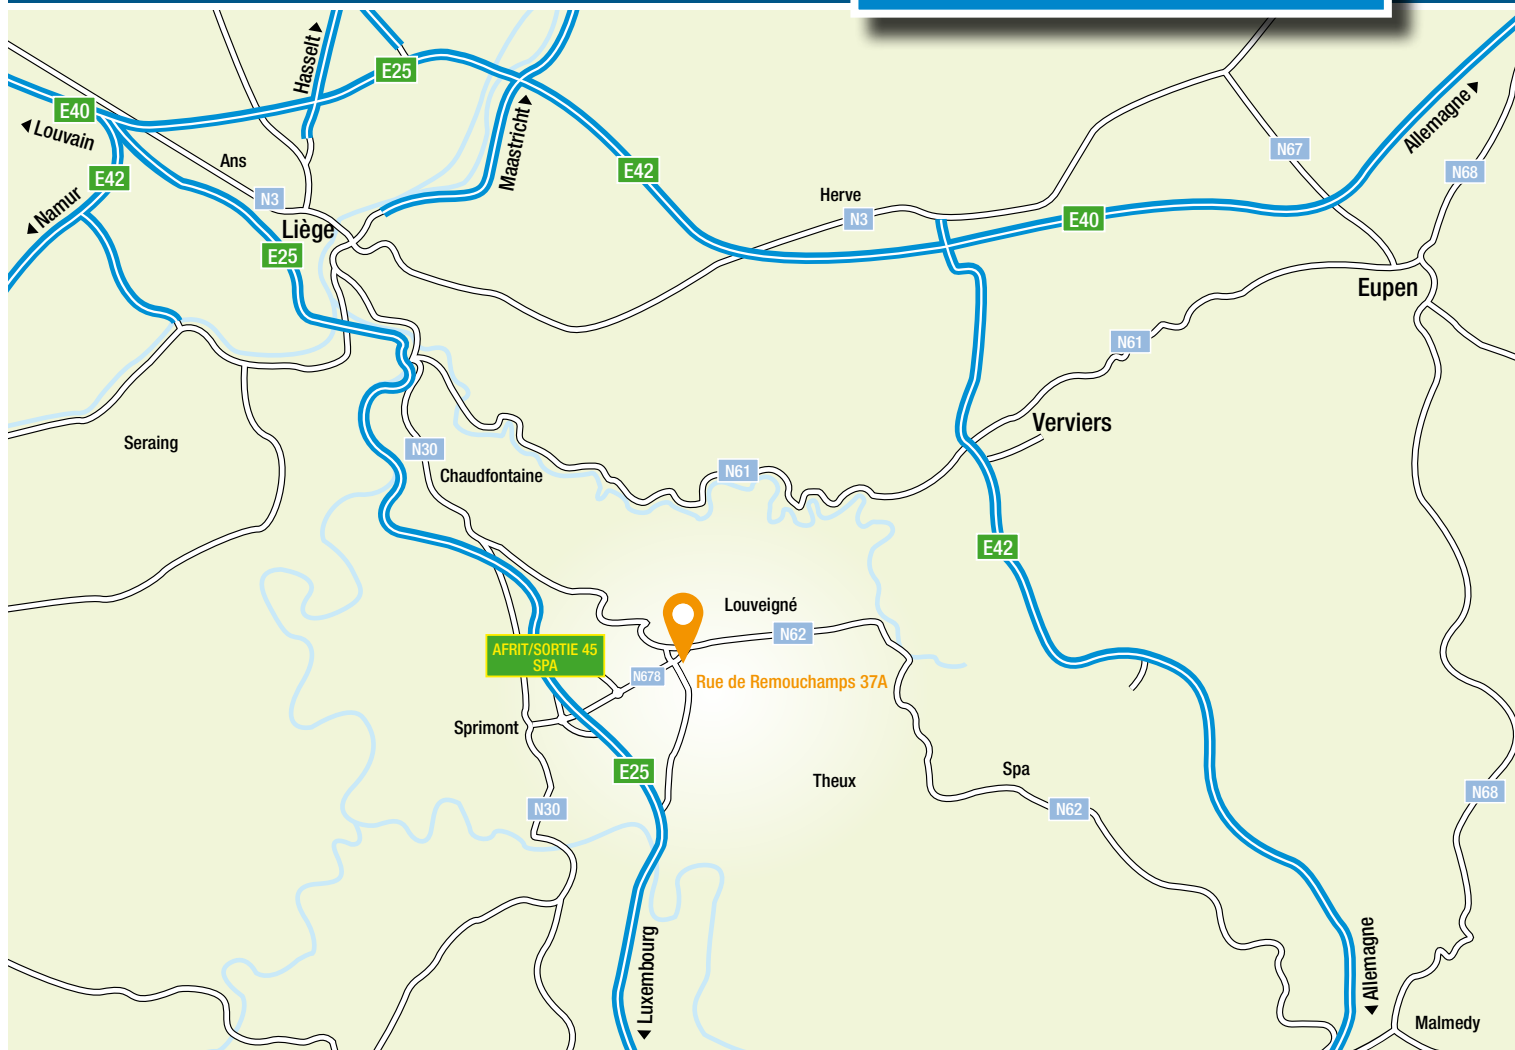 Hasselt
E25
E40
Louvain
Maastricht
Allemagne
N67
Ans
E42
E42
N68
Namur
N3
Herve
N3
E40
Liège
E25
Eupen
N61
Verviers
Seraing
N30
Chaudfontaine
N61
E42
Louveigné
N62
AFRIT/SORTIE 45
SPA
N678
Rue de Remouchamps 37A
Sprimont
E25
Theux
Spa
N68
N30
N62
Luxembourg
Allemagne
Malmedy